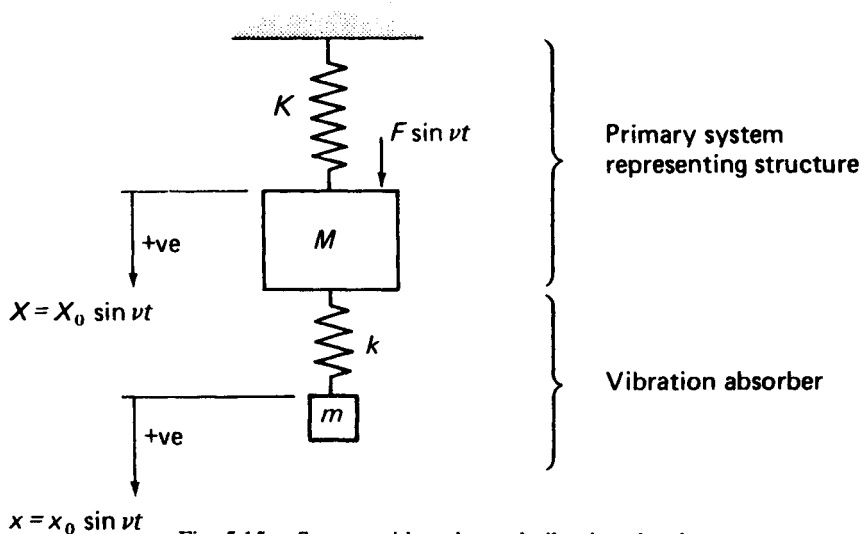 K
F sin νt
Primary system
representing structure
+ve
M
X = X₀ sin νt
k
Vibration absorber
m
+ve
x = x₀ sin νt